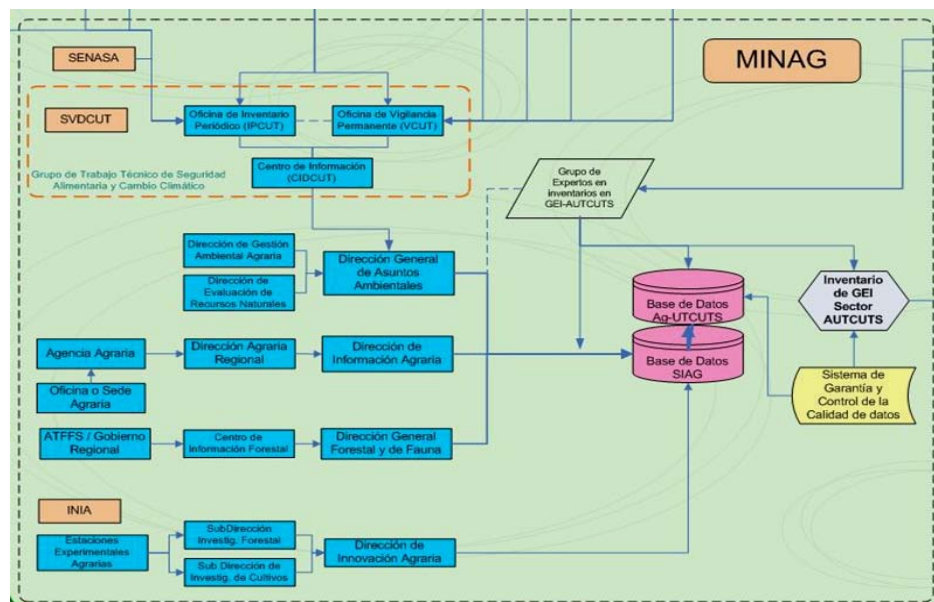 MINAG
SENASA
SVDCUT
Oficina de Inventario
Periódico (IPCUT)
Oficina de Vigilancia
Permanente (VCUT)
Centro de Información
(CIDCUT)
Grupo de Trabajo Técnico de Seguridad
Alimentaria y Cambio Climático
Grupo de
Expertos en
inventarios en
GEI-AUTCUTS
Dirección de Gestión
Ambiental Agraria
Dirección de
Evaluación de
Recursos Naturales
Dirección General
de Asuntos
Ambientales
Base de Datos
Ag-UTCUTS
Inventario
de GEI
Sector
AUTCUTS
Agencia Agraria
Dirección Agraria
Regional
Dirección de
Información Agraria
Base de Datos
SIAG
Oficina o Sede
Agraria
Sistema de
Garantía y
Control de la
Calidad de datos
ATFFS / Gobierno
Regional
Centro de
Información Forestal
Dirección General
Forestal y de Fauna
INIA
Estaciones
Experimentales
Agrarias
SubDirección
Investig. Forestal
Sub Dirección de
Investig. de Cultivos
Dirección de
Innovación Agraria